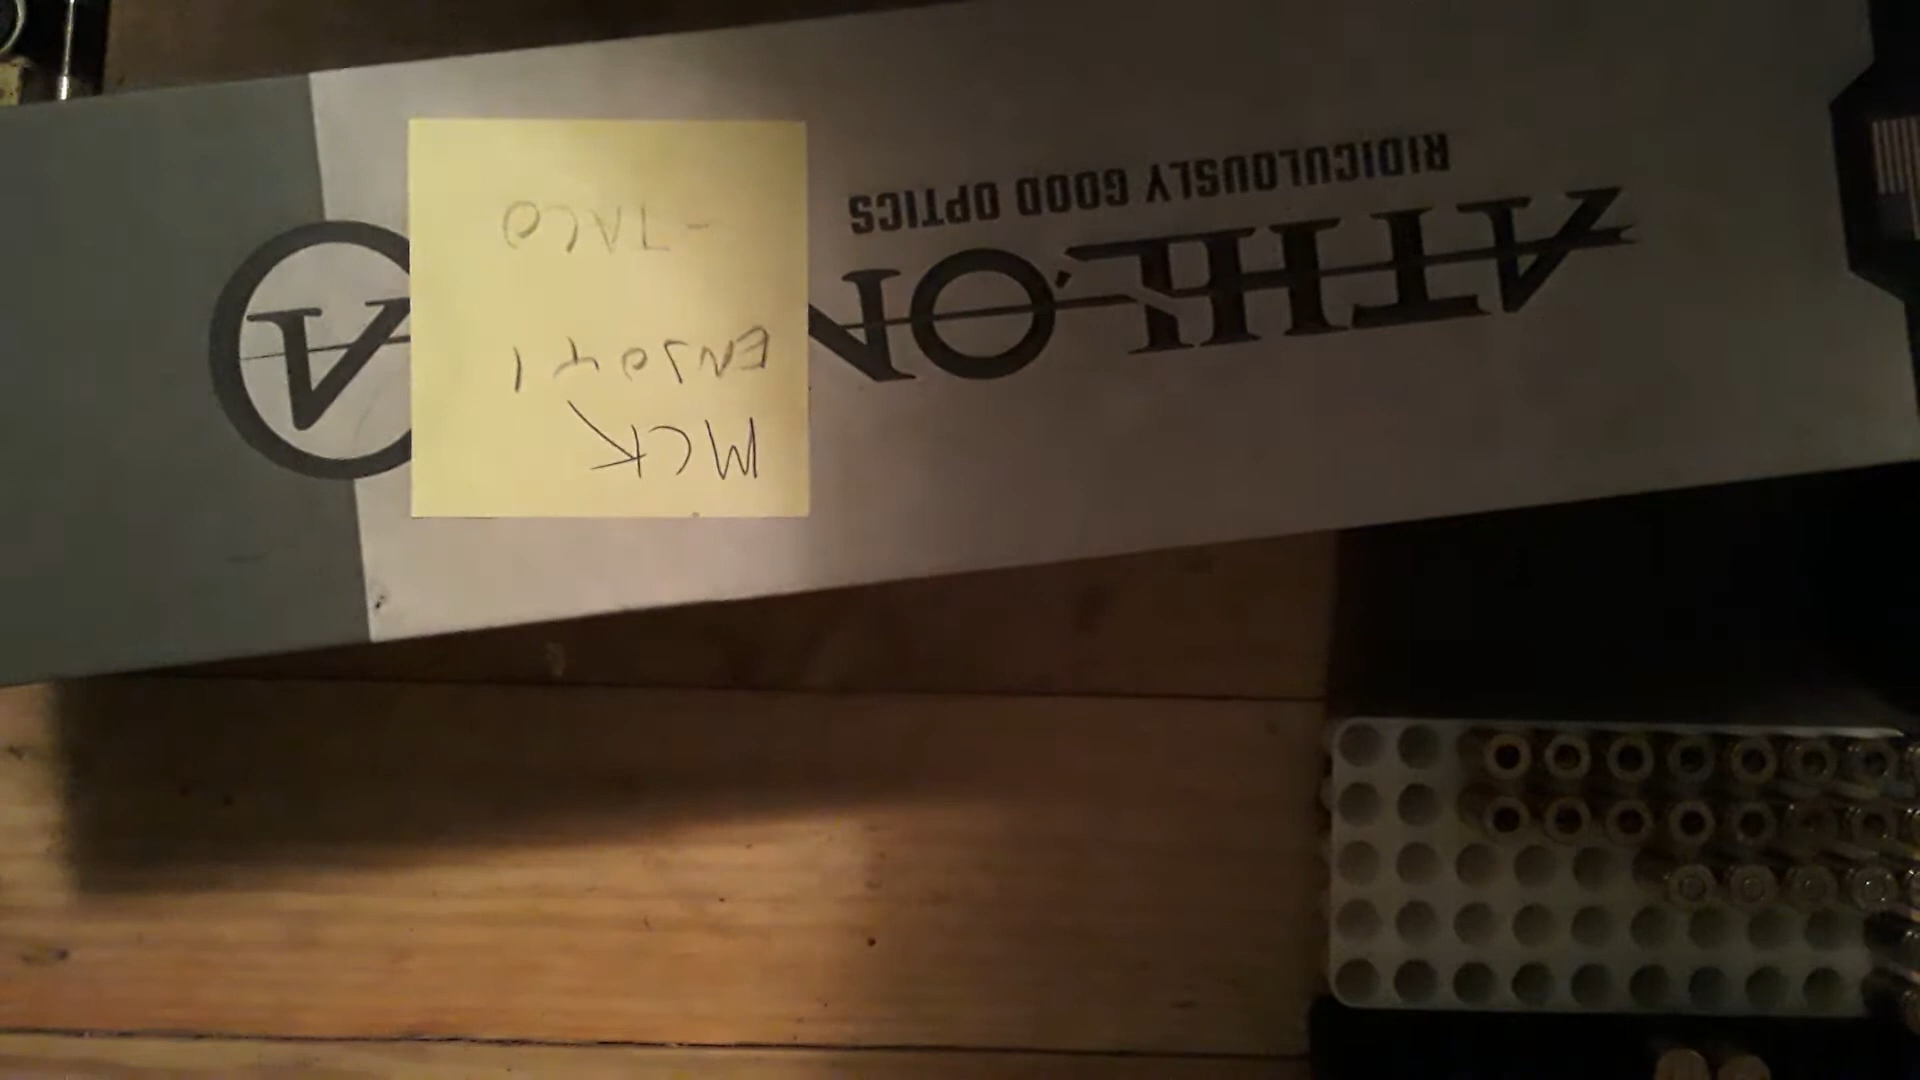 MCK
ENJOY!
-TACO
ATHLON
RIDICULOUSLY GOOD OPTICS
A